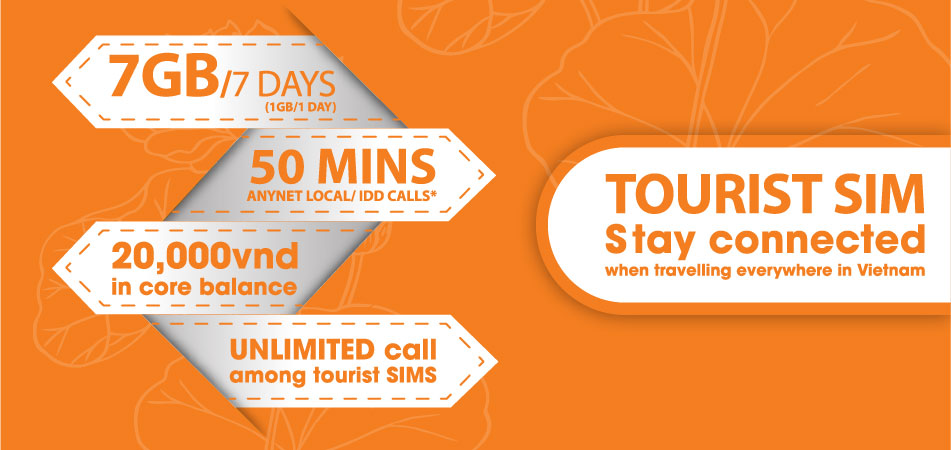 7GB/7 DAYS
(1GB/1 DAY)
50 MINS
ANYNET LOCAL/ IDD CALLS*
20,000vnd
in core balance
UNLIMITED call
among tourist SIMS
TOURIST SIM
Stay connected
when travelling everywhere in Vietnam